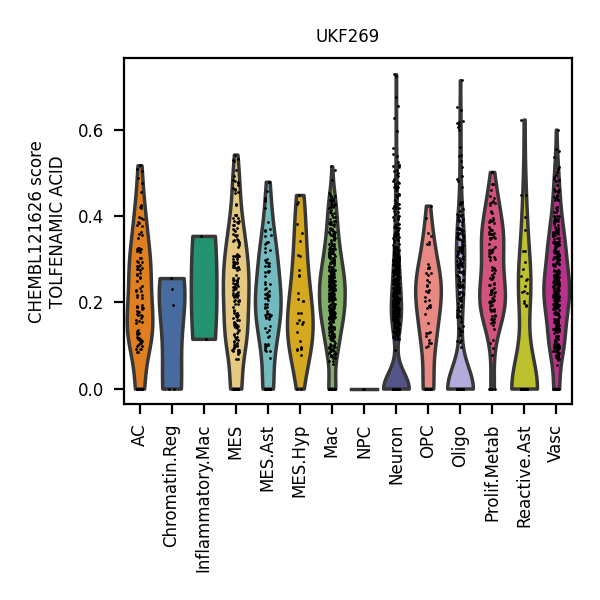 UKF269
CHEMBL121626 score
TOLFENAMIC ACID
0.6
0.4
0.2
0.0
AC
Chromatin.Reg
Inflammatory.Mac
MES
MES.Ast
MES.Hyp
Mac
NPC
Neuron
OPC
Oligo
Prolif.Metab
Reactive.Ast
Vasc